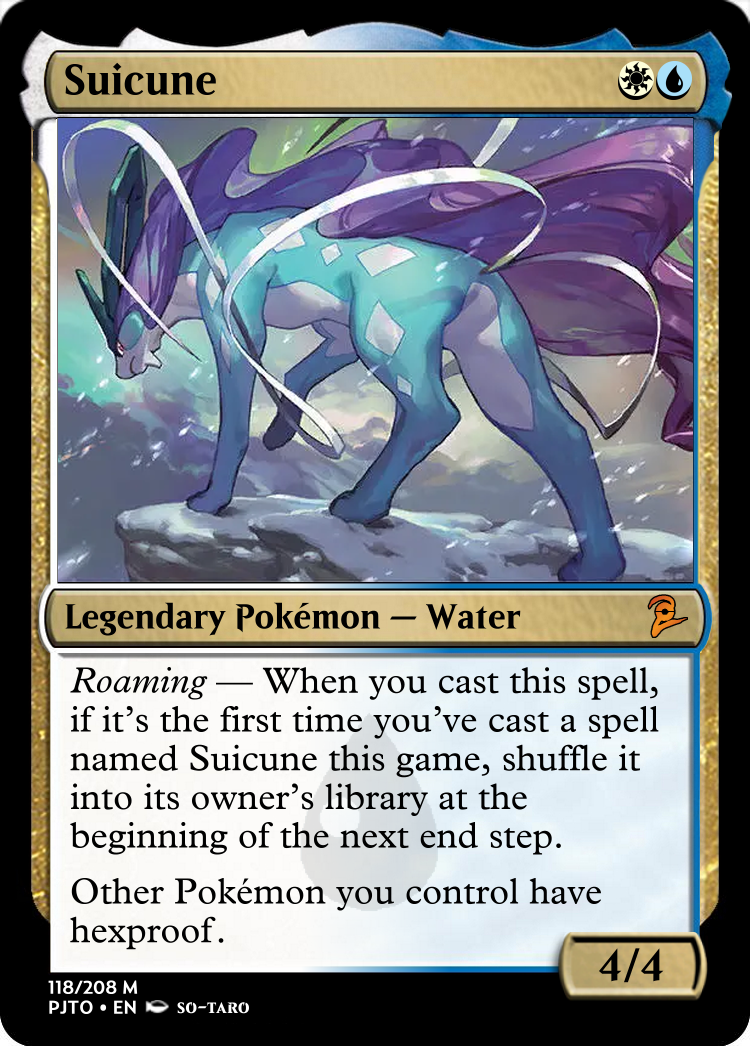 Suicune
Legendary Pokémon — Water
Roaming — When you cast this spell,
if it's the first time you've cast a spell
named Suicune this game, shuffle it
into its owner's library at the
beginning of the next end step.
Other Pokémon you control have
hexproof.
4/4
118/208 M
PJTO • EN SO-TARO